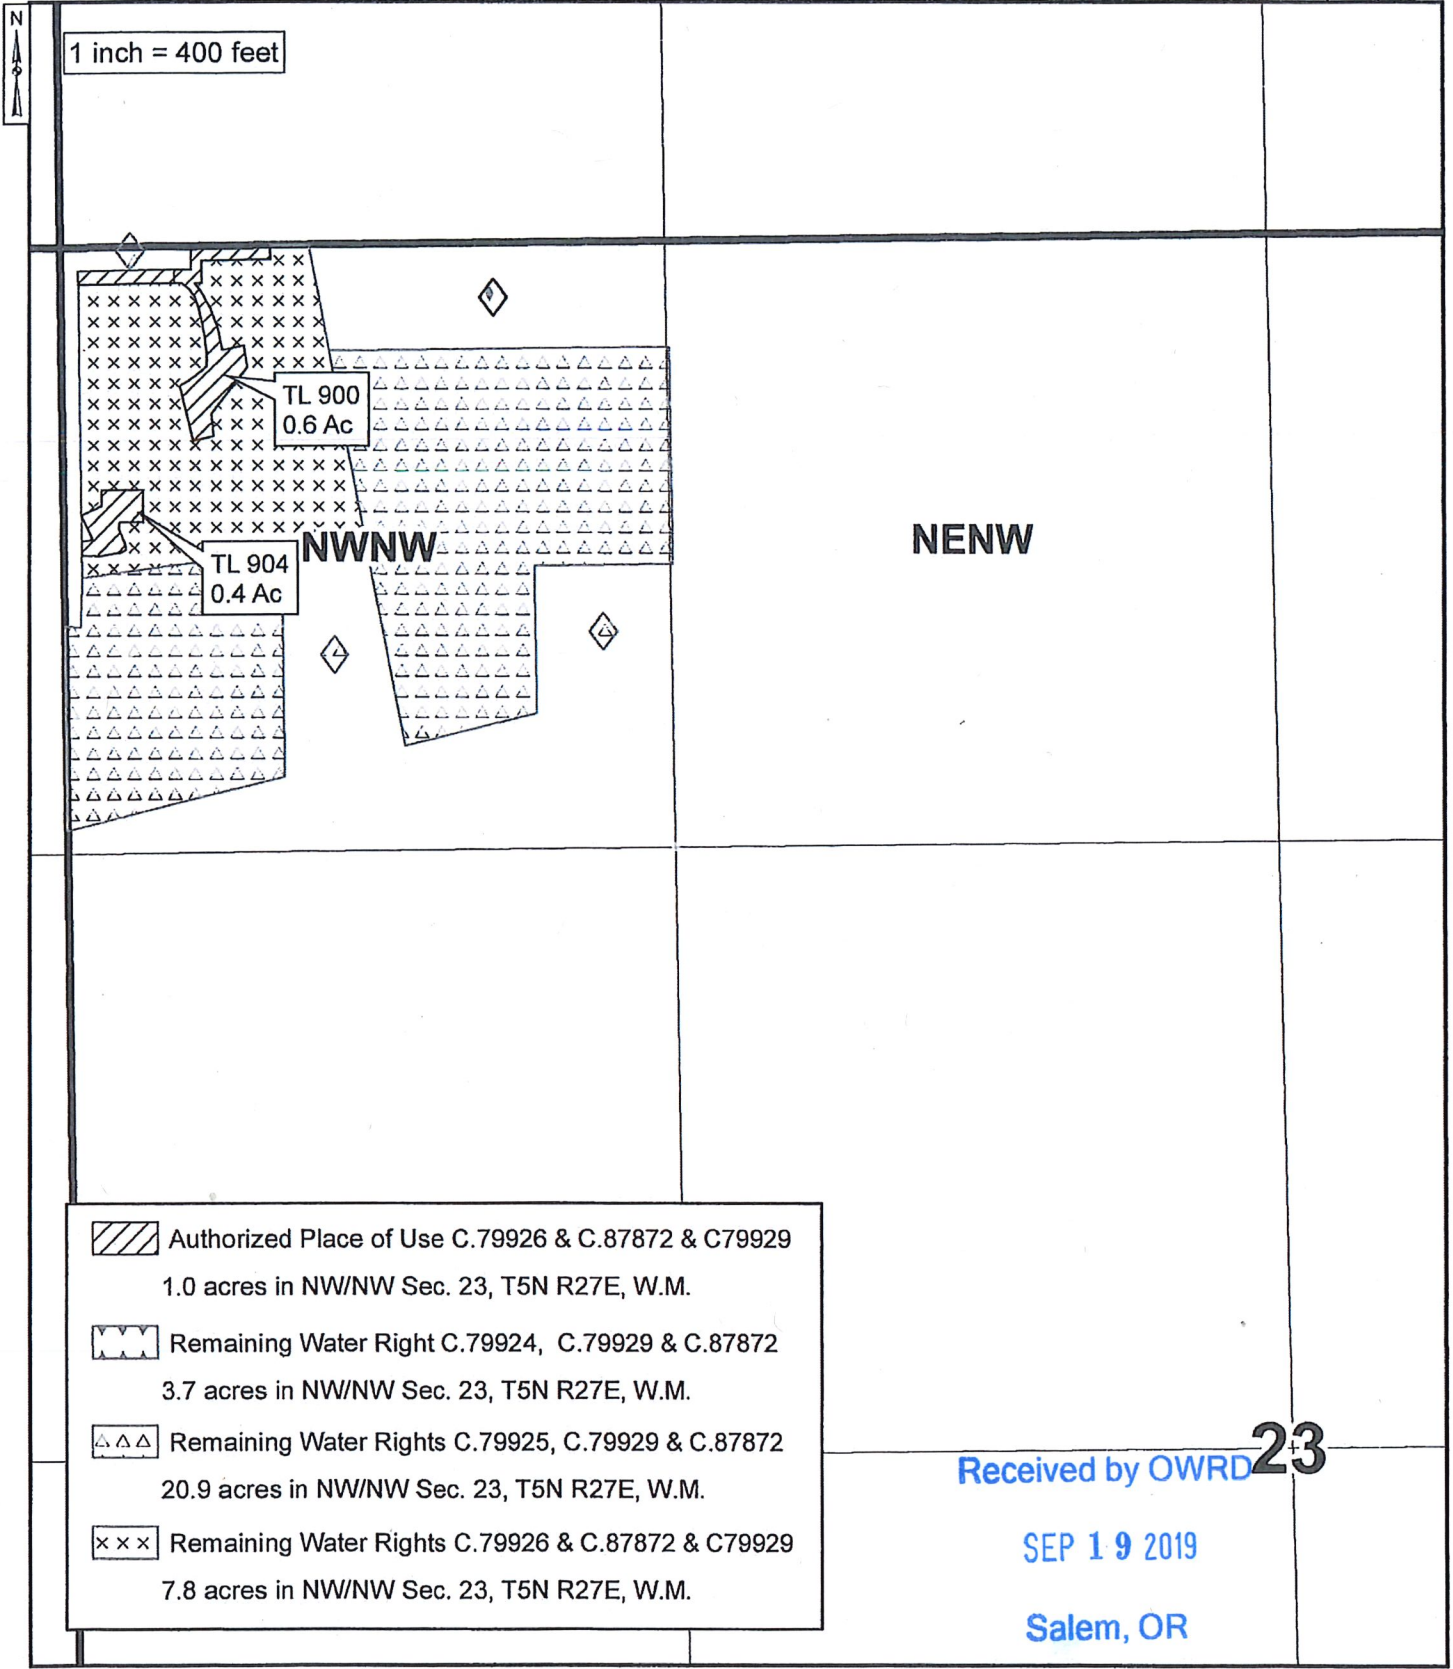 N
1 inch = 400 feet
TL 900
0.6 Ac
NWNW
NENW
TL 904
0.4 Ac
Authorized Place of Use C.79926 & C.87872 & C79929
1.0 acres in NW/NW Sec. 23, T5N R27E, W.M.
Remaining Water Right C.79924, C.79929 & C.87872
3.7 acres in NW/NW Sec. 23, T5N R27E, W.M.
Remaining Water Rights C.79925, C.79929 & C.87872
20.9 acres in NW/NW Sec. 23, T5N R27E, W.M.
Remaining Water Rights C.79926 & C.87872 & C79929
7.8 acres in NW/NW Sec. 23, T5N R27E, W.M.
23
Received by OWRD
SEP 19 2019
Salem, OR